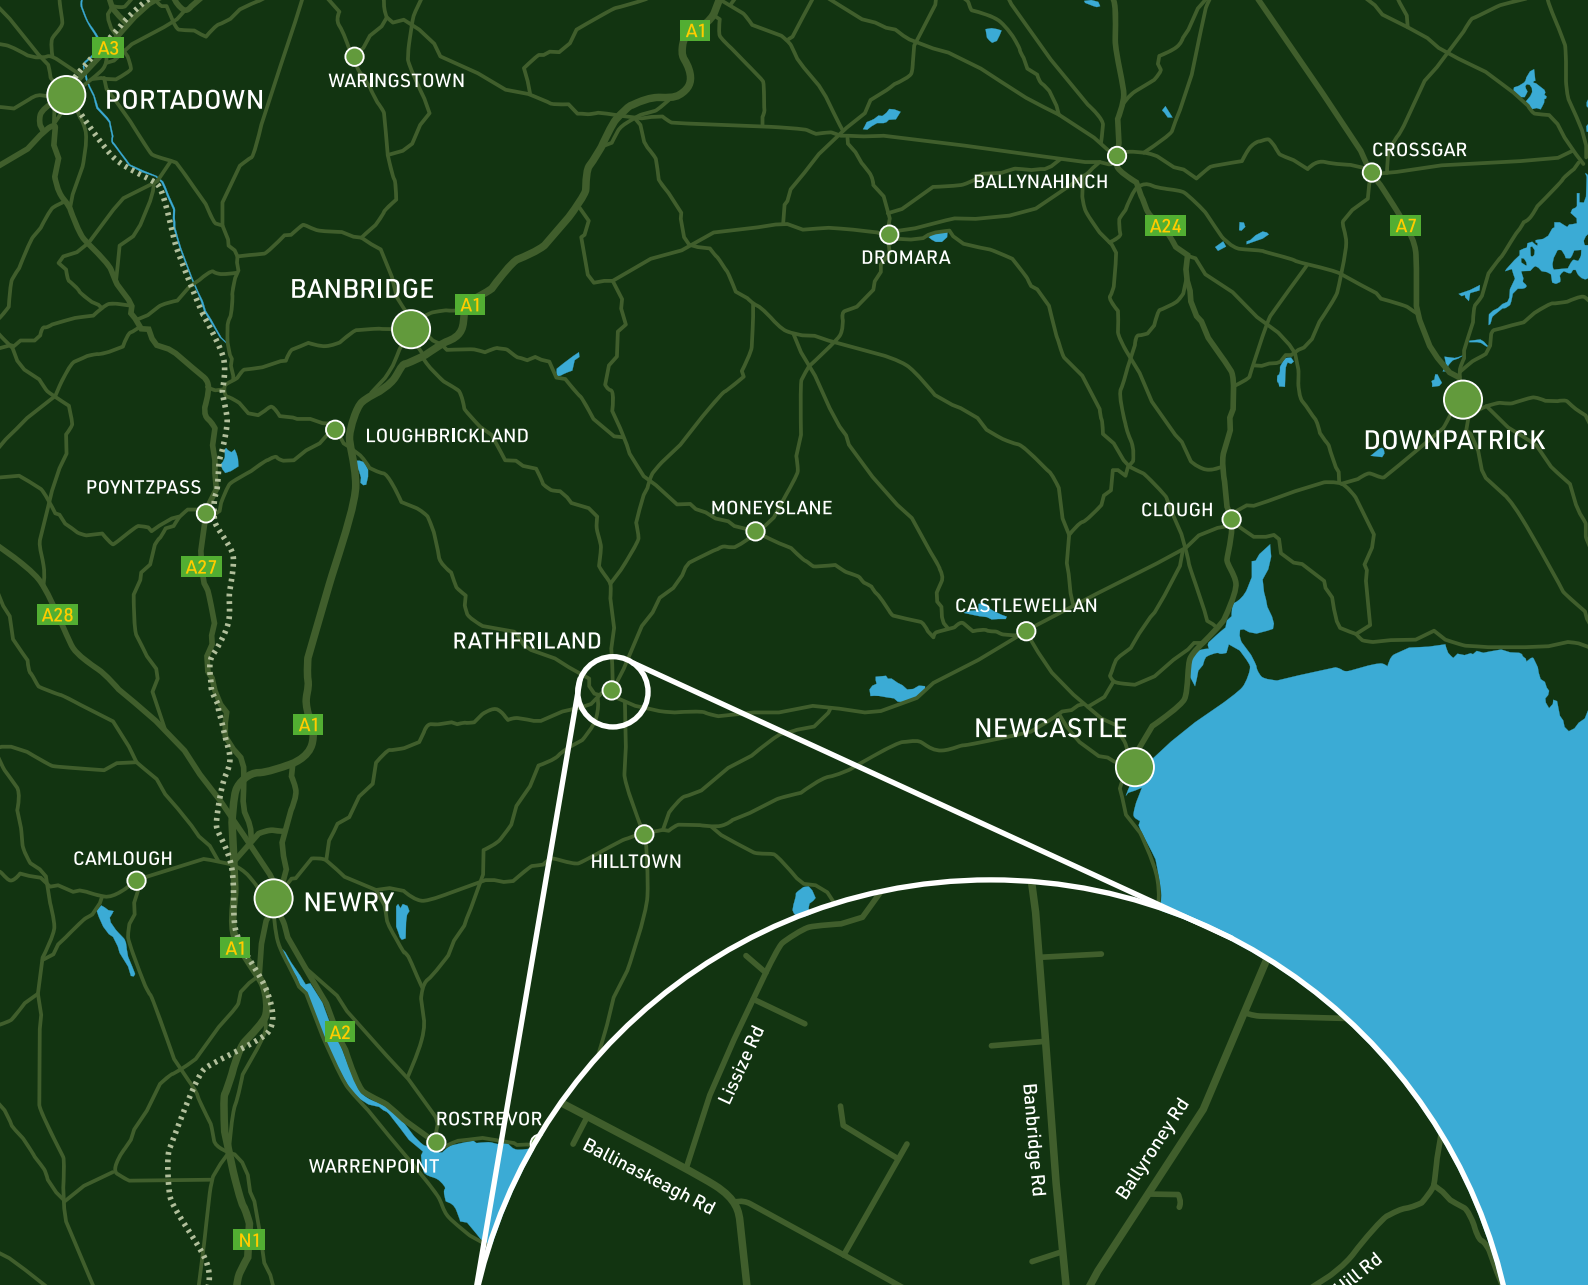 A1
A3
WARINGSTOWN
PORTADOWN
CROSSGAR
BALLYNAHINCH
A24
A7
DROMARA
BANBRIDGE
A1
LOUGHBRICKLAND
DOWNPATRICK
POYNTZPASS
MONEYSLANE
CLOUGH
A27
A28
CASTLEWELLAN
RATHFRILAND
A1
NEWCASTLE
CAMLOUGH
HILLTOWN
NEWRY
A1
A2
Lissize Rd
ROSTREVOR
WARRENPOINT
Ballinaskeagh Rd
Banbridge Rd
Ballyroney Rd
N1
Hill Rd